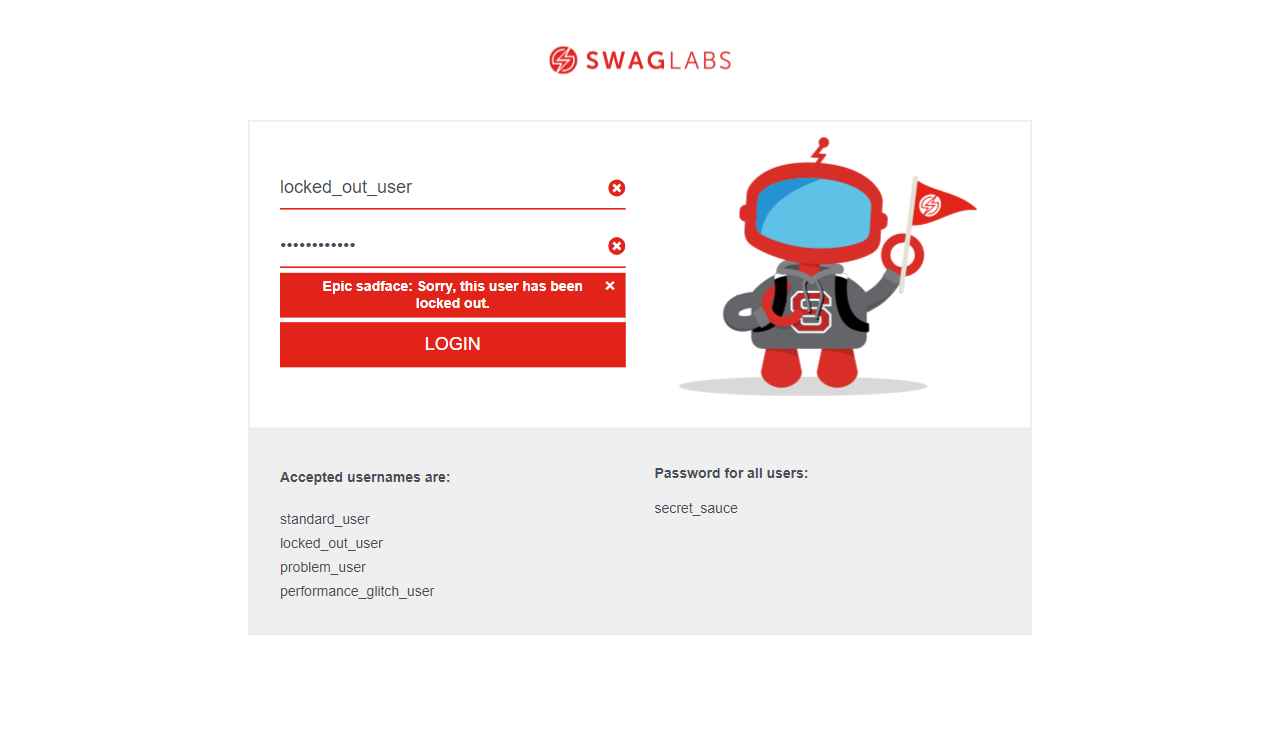 SWAGLABS
locked_out_user
••••••••••••
Epic sadface: Sorry, this user has been
locked out.
LOGIN
S
Accepted usernames are:
standard_user
locked_out_user
problem_user
performance_glitch_user
Password for all users:
secret_sauce